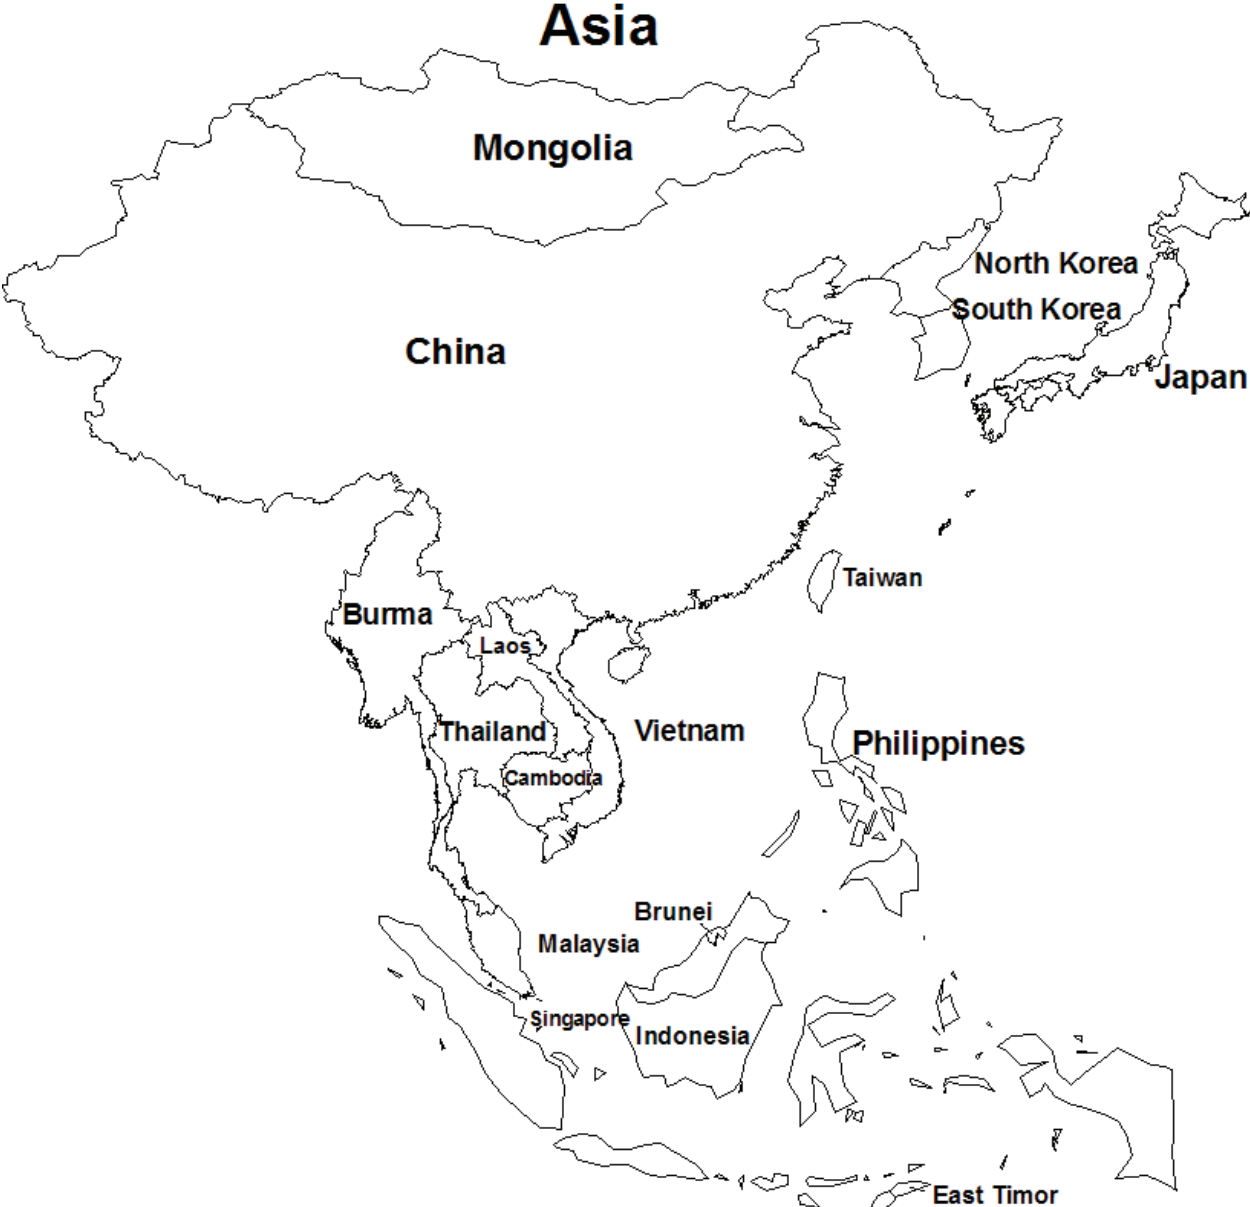 Asia
Mongolia
North Korea
South Korea
China
Japan
Taiwan
Burma
Laos
Thailand
Vietnam
Philippines
Cambodia
Brunei
Malaysia
Singapore
Indonesia
East Timor